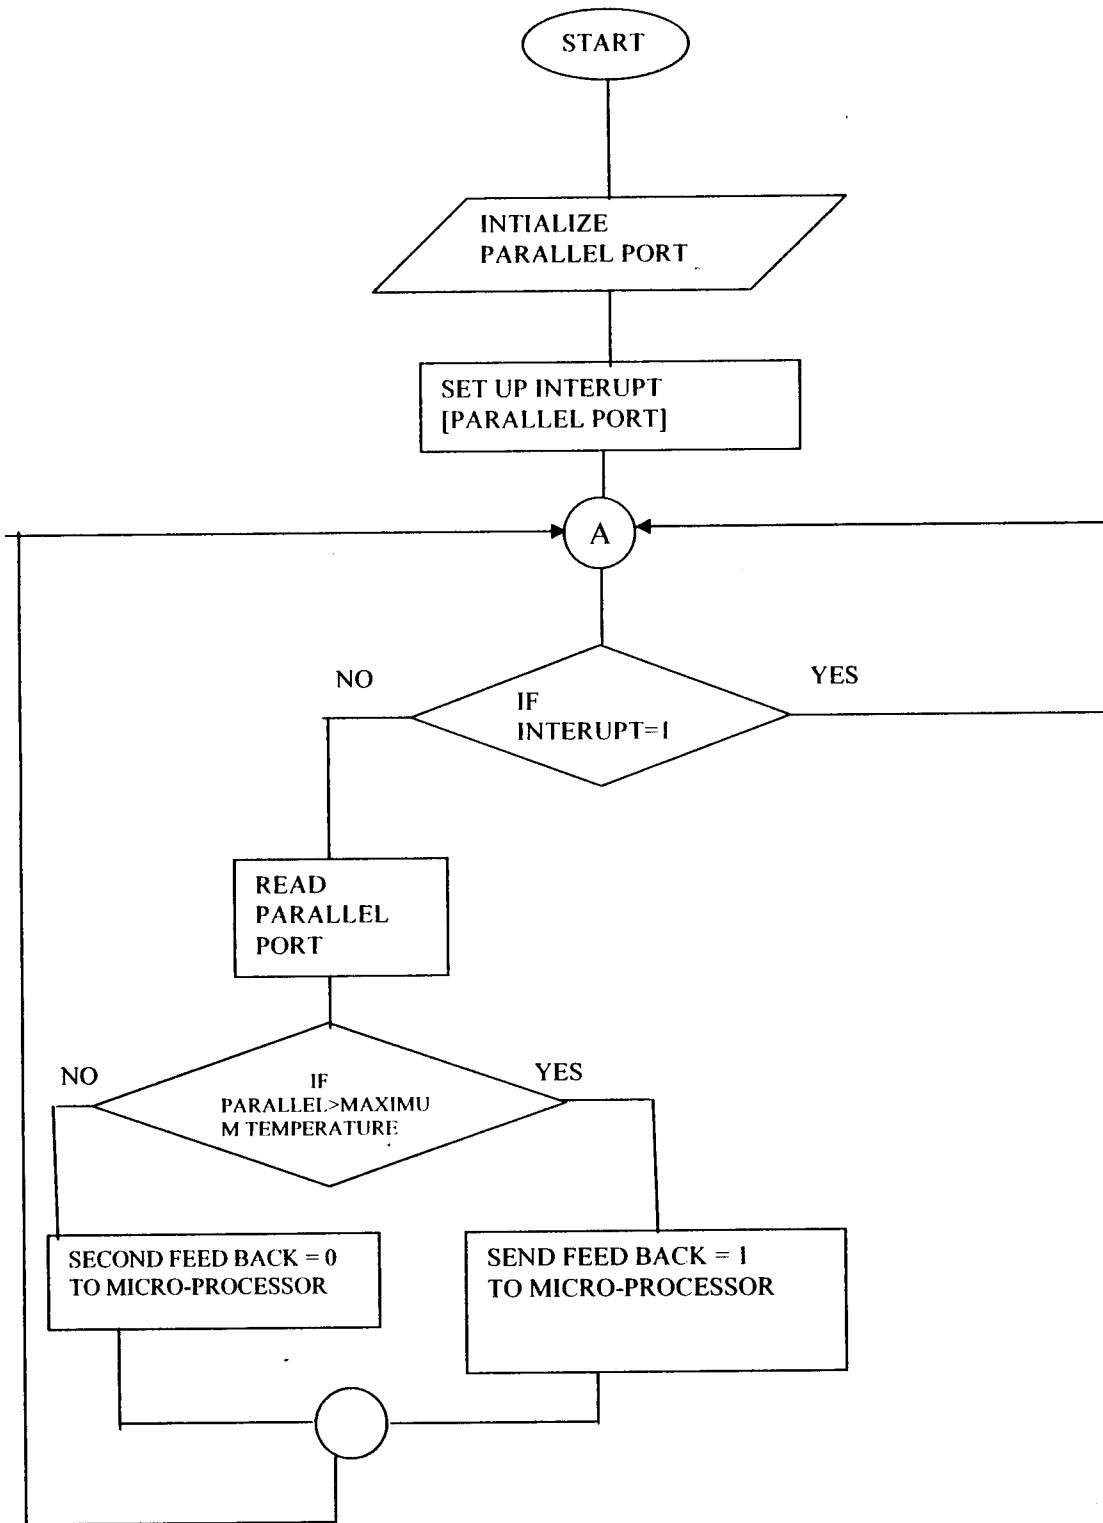 START
INTIALIZE
PARALLEL PORT
SET UP INTERUPT
[PARALLEL PORT]
A
NO
YES
IF
INTERUPT=1
READ
PARALLEL
PORT
NO
YES
IF
PARALLEL>MAXIMU
M TEMPERATURE
SECOND FEED BACK = 0
TO MICRO-PROCESSOR
SEND FEED BACK = 1
TO MICRO-PROCESSOR